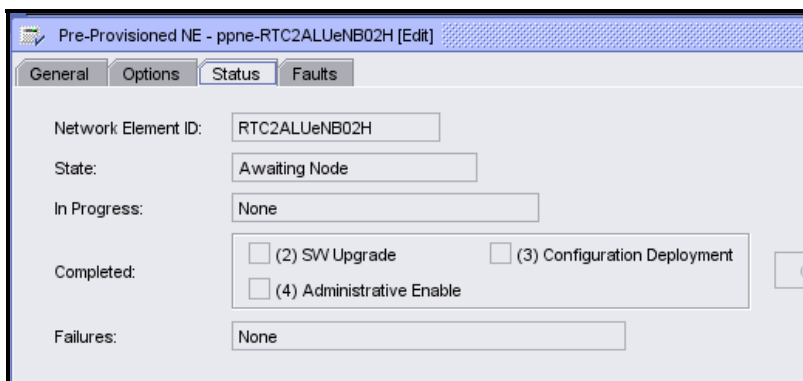 Pre-Provisioned NE - ppne-RTC2ALUeNB02H [Edit]
General Options Status Faults
Network Element ID: RTC2ALUeNB02H
State: Awaiting Node
In Progress: None
(2) SW Upgrade (3) Configuration Deployment
Completed:
(4) Administrative Enable
Failures: None